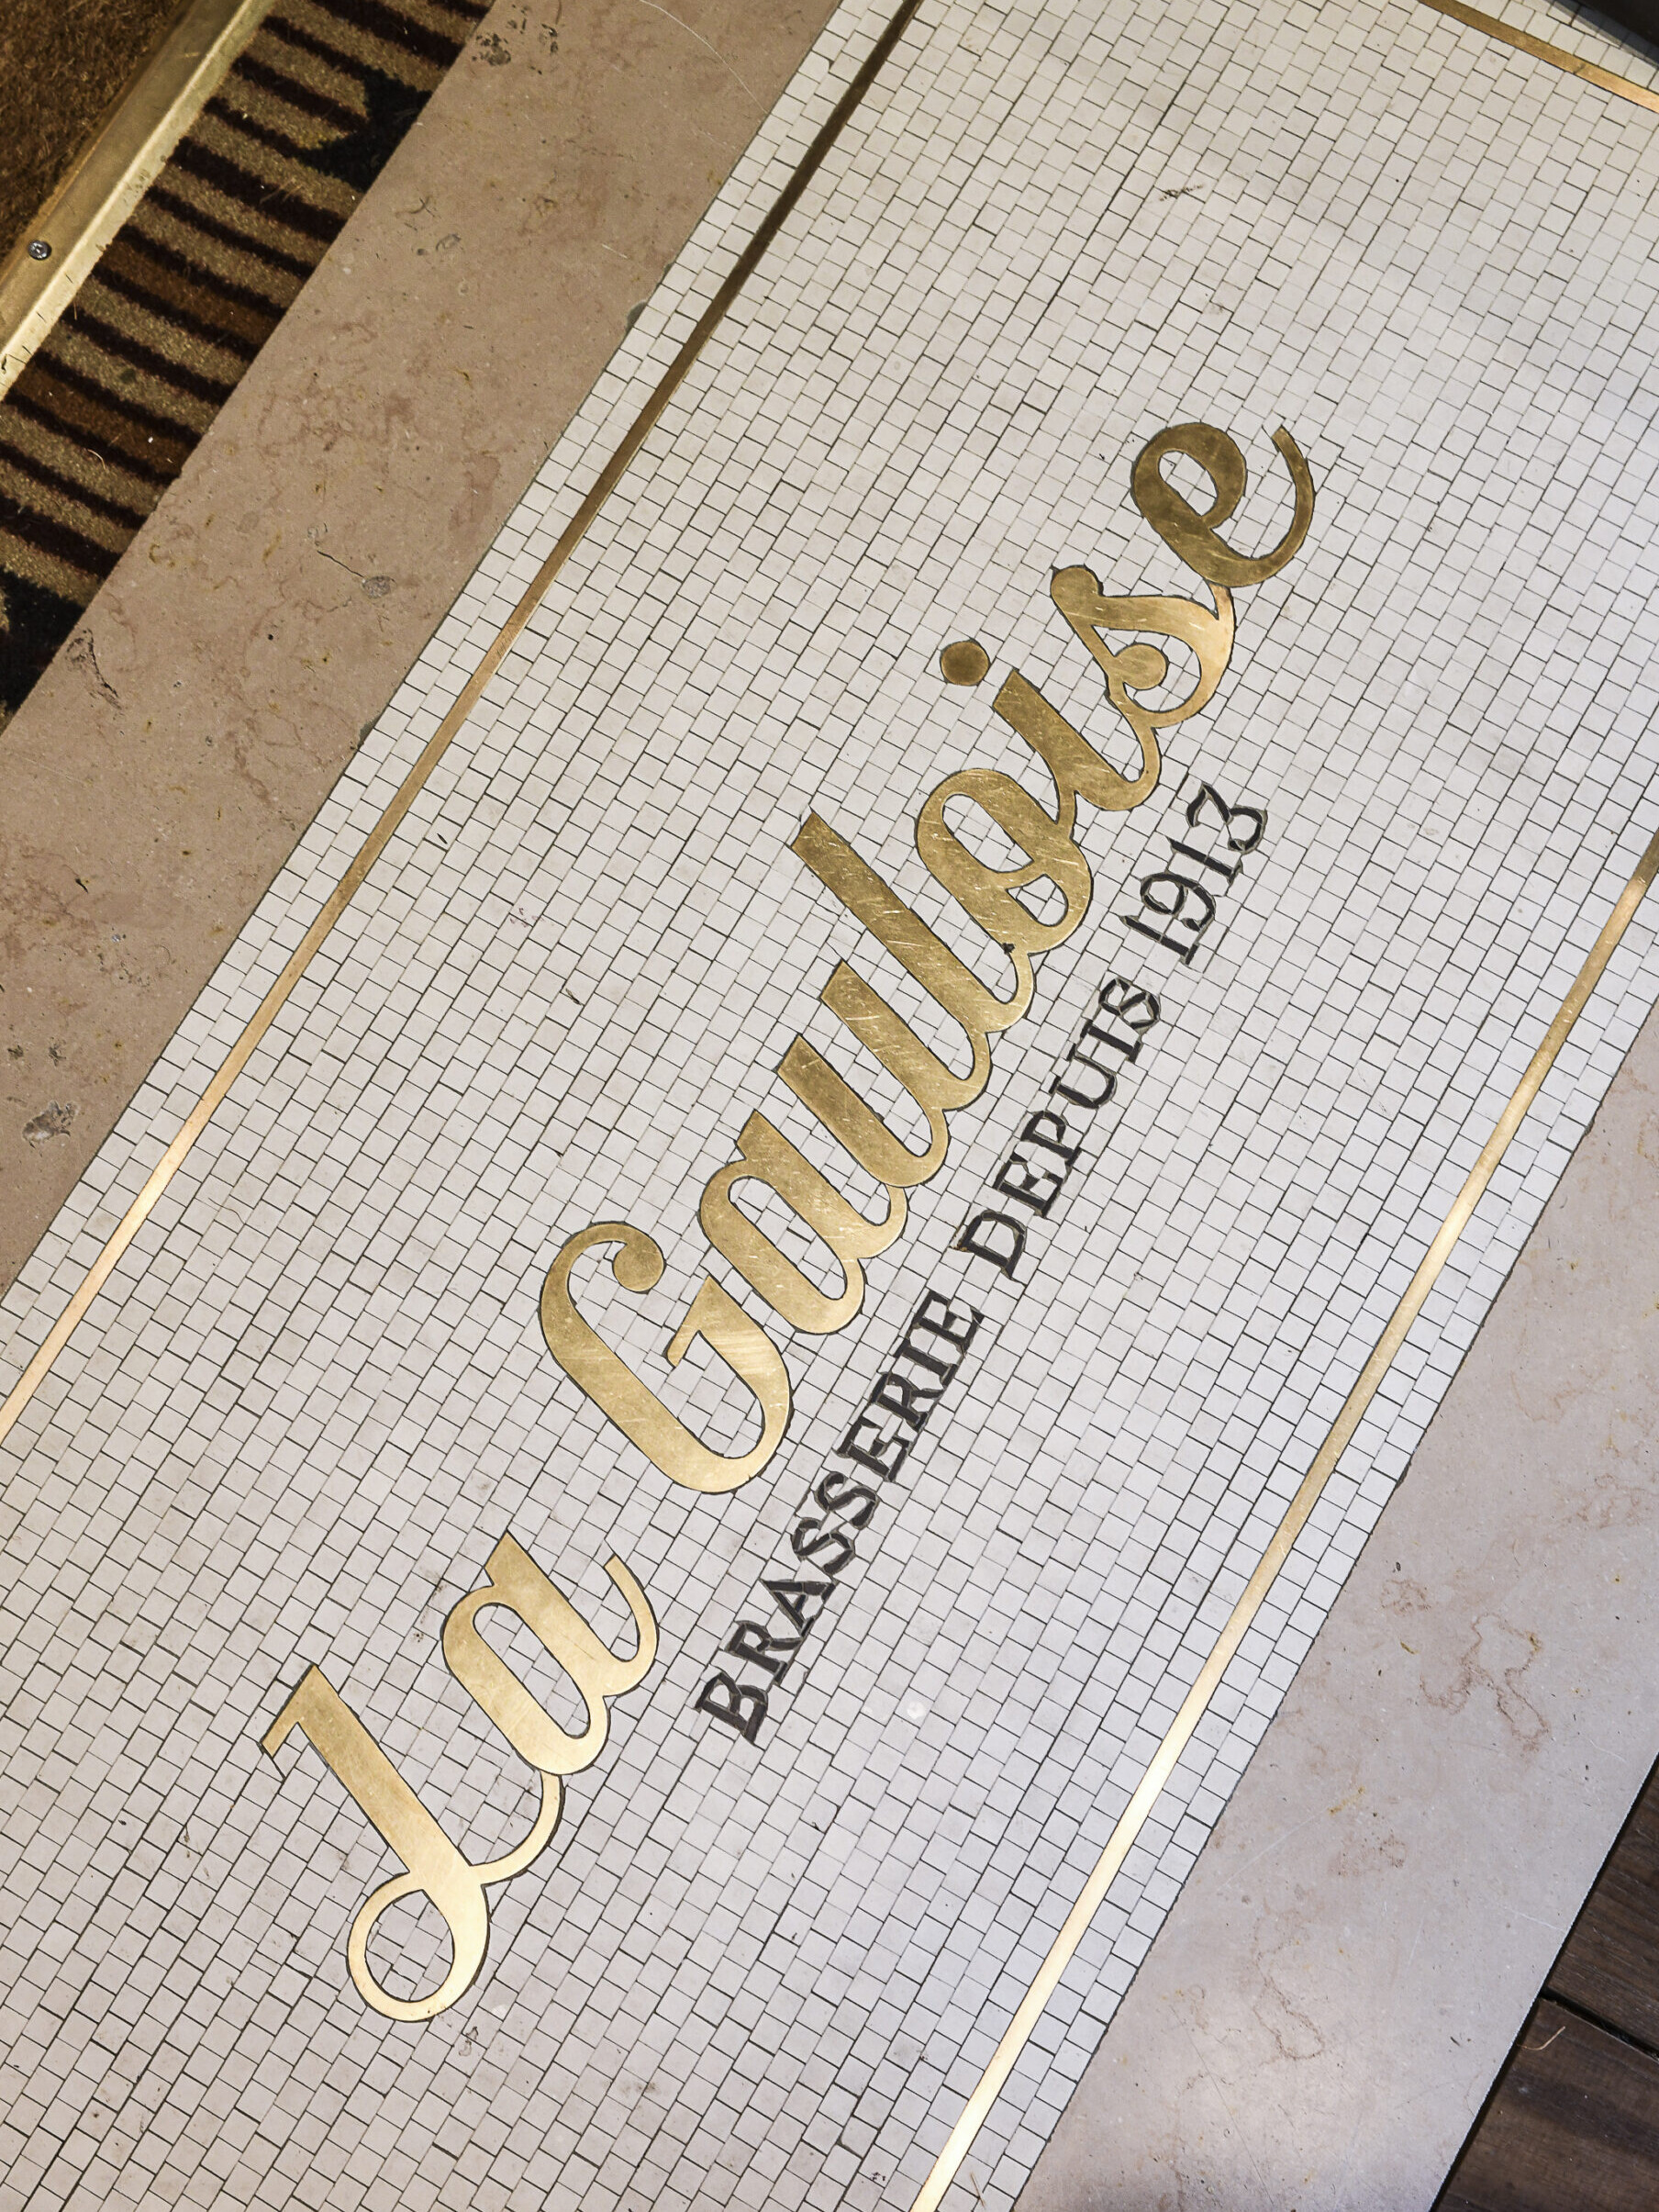 La Gauloise
BRASSERIE DEPUIS 1913